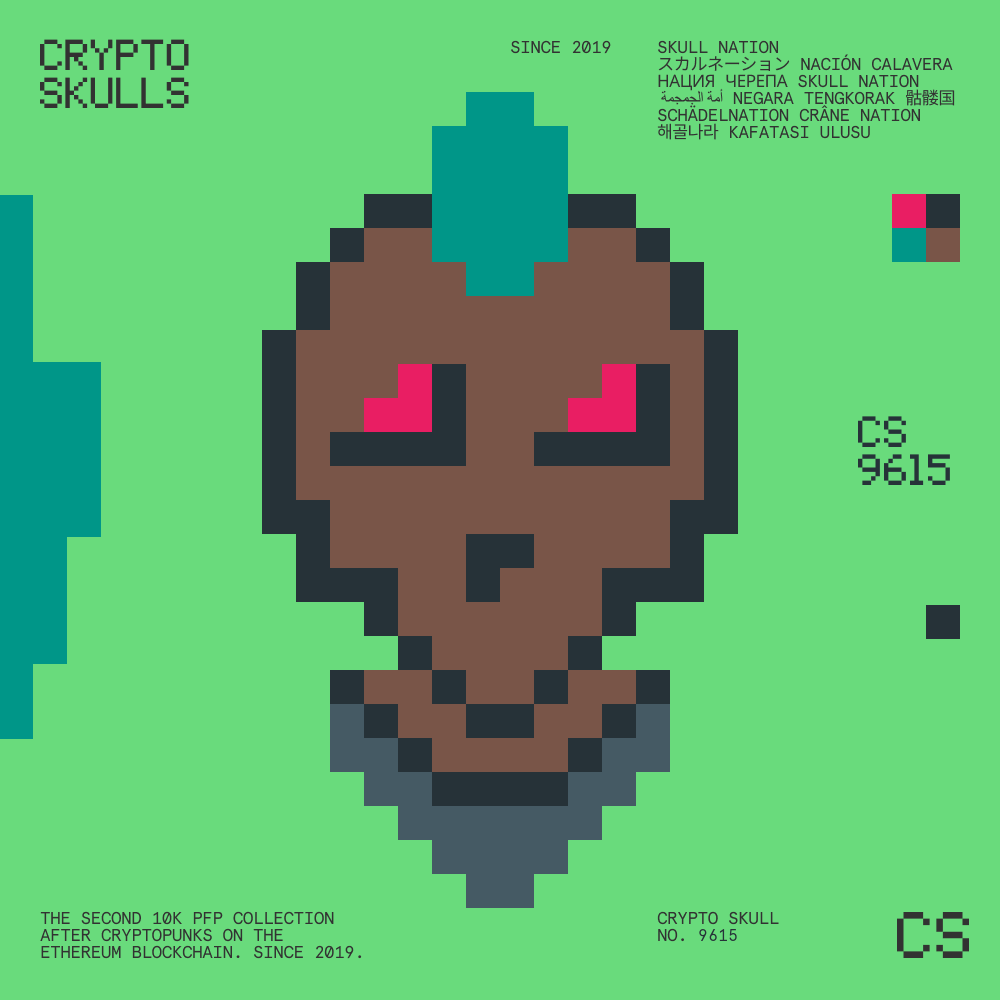 CRYPTO
SKULLS
SINCE 2019
SKULL NATION
スカルネーション NACIÓN CALAVERA
НАЦИЯ ЧЕРЕПА SKULL NATION
أمة الجمجمة NEGARA TENGKORAK 骷髅国
SCHÄDELNATION CRÂNE NATION
해골나라 KAFATASI ULUSU
CS
9615
THE SECOND 10K PFP COLLECTION
AFTER CRYPTOPUNKS ON THE
ETHEREUM BLOCKCHAIN. SINCE 2019.
CRYPTO SKULL
NO. 9615
CS